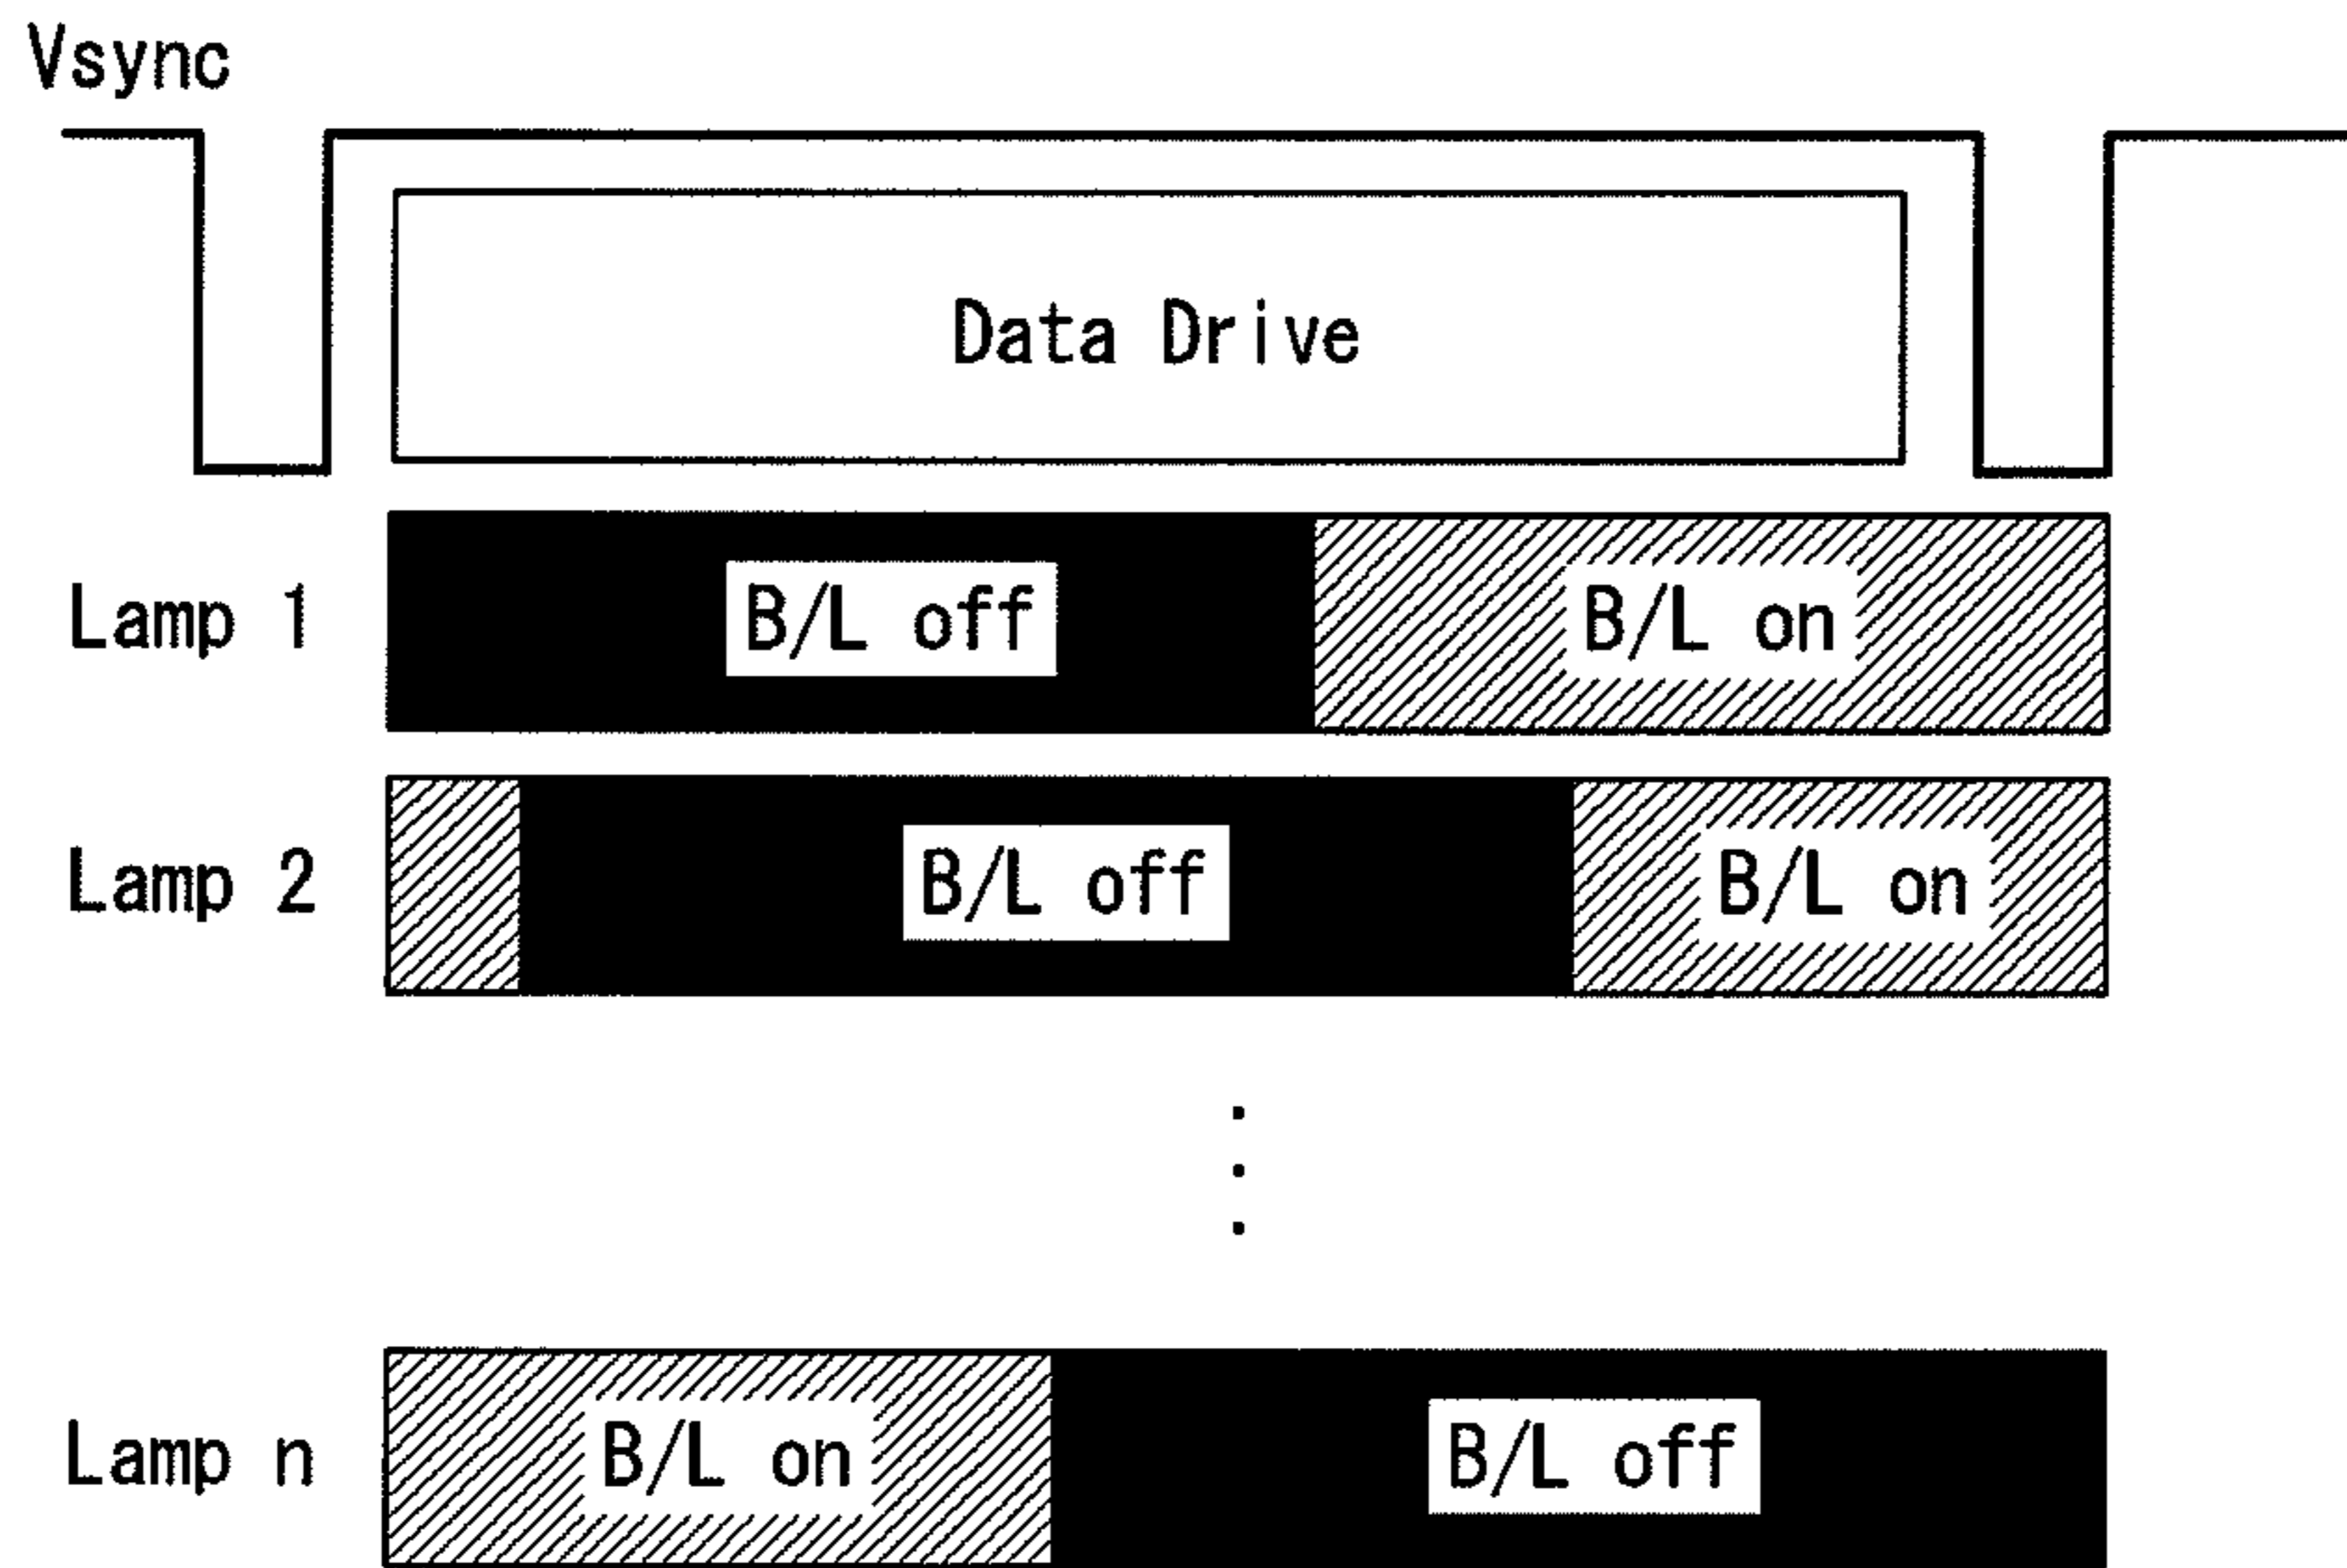 Vsync
Data Drive
Lamp 1
B/L off
B/L on
Lamp 2
B/L off
B/L on
Lamp n
B/L on
B/L off